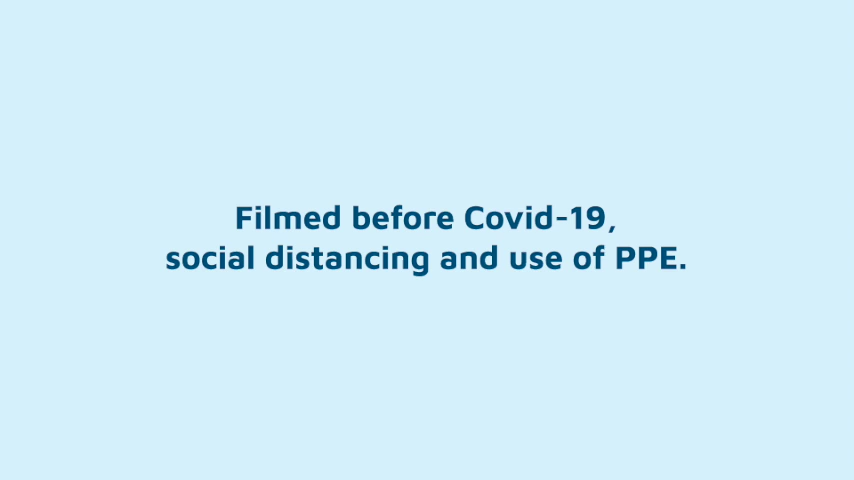 Filmed before Covid-19,
social distancing and use of PPE.